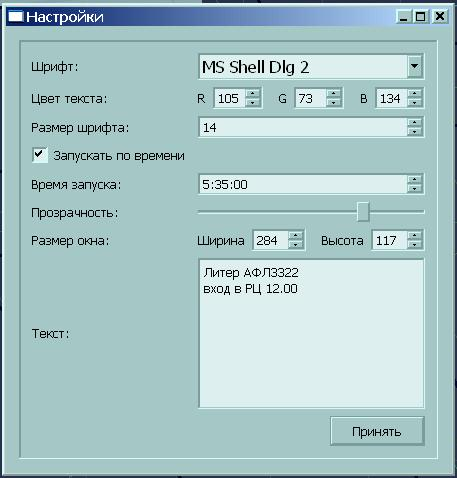 Настройки
Шрифт: MS Shell Dlg 2
Цвет текста: R 105 G 73 B 134
Размер шрифта: 14
Запускать по времени
Время запуска: 5:35:00
Прозрачность:
Размер окна: Ширина 284 Высота 117
Литер АФЛ3322
вход в РЦ 12.00
Текст:
Принять